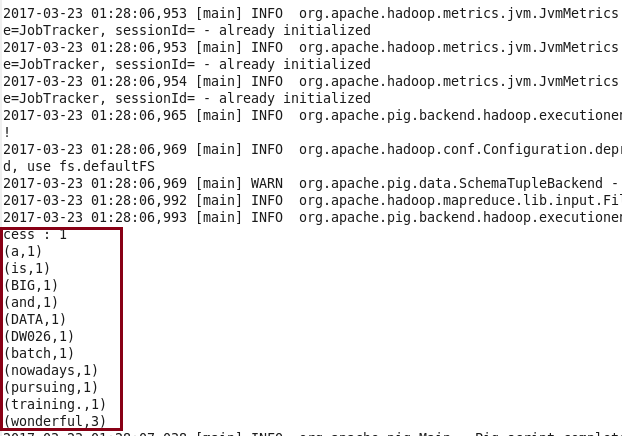 2017-03-23 01:28:06,953 [main] INFO  org.apache.hadoop.metrics.jvm.JvmMetrics
e=JobTracker, sessionId= - already initialized
2017-03-23 01:28:06,953 [main] INFO  org.apache.hadoop.metrics.jvm.JvmMetrics
e=JobTracker, sessionId= - already initialized
2017-03-23 01:28:06,954 [main] INFO  org.apache.hadoop.metrics.jvm.JvmMetrics
e=JobTracker, sessionId= - already initialized
2017-03-23 01:28:06,965 [main] INFO  org.apache.pig.backend.hadoop.executionen
!
2017-03-23 01:28:06,969 [main] INFO  org.apache.hadoop.conf.Configuration.depr
d, use fs.defaultFS
2017-03-23 01:28:06,969 [main] WARN  org.apache.pig.data.SchemaTupleBackend -
2017-03-23 01:28:06,992 [main] INFO  org.apache.hadoop.mapreduce.lib.input.Fil
2017-03-23 01:28:06,993 [main] INFO  org.apache.pig.backend.hadoop.executionen
cess : 1
(a,1)
(is,1)
(BIG,1)
(and,1)
(DATA,1)
(DW026,1)
(batch,1)
(nowadays,1)
(pursuing,1)
(training.,1)
(wonderful,3)